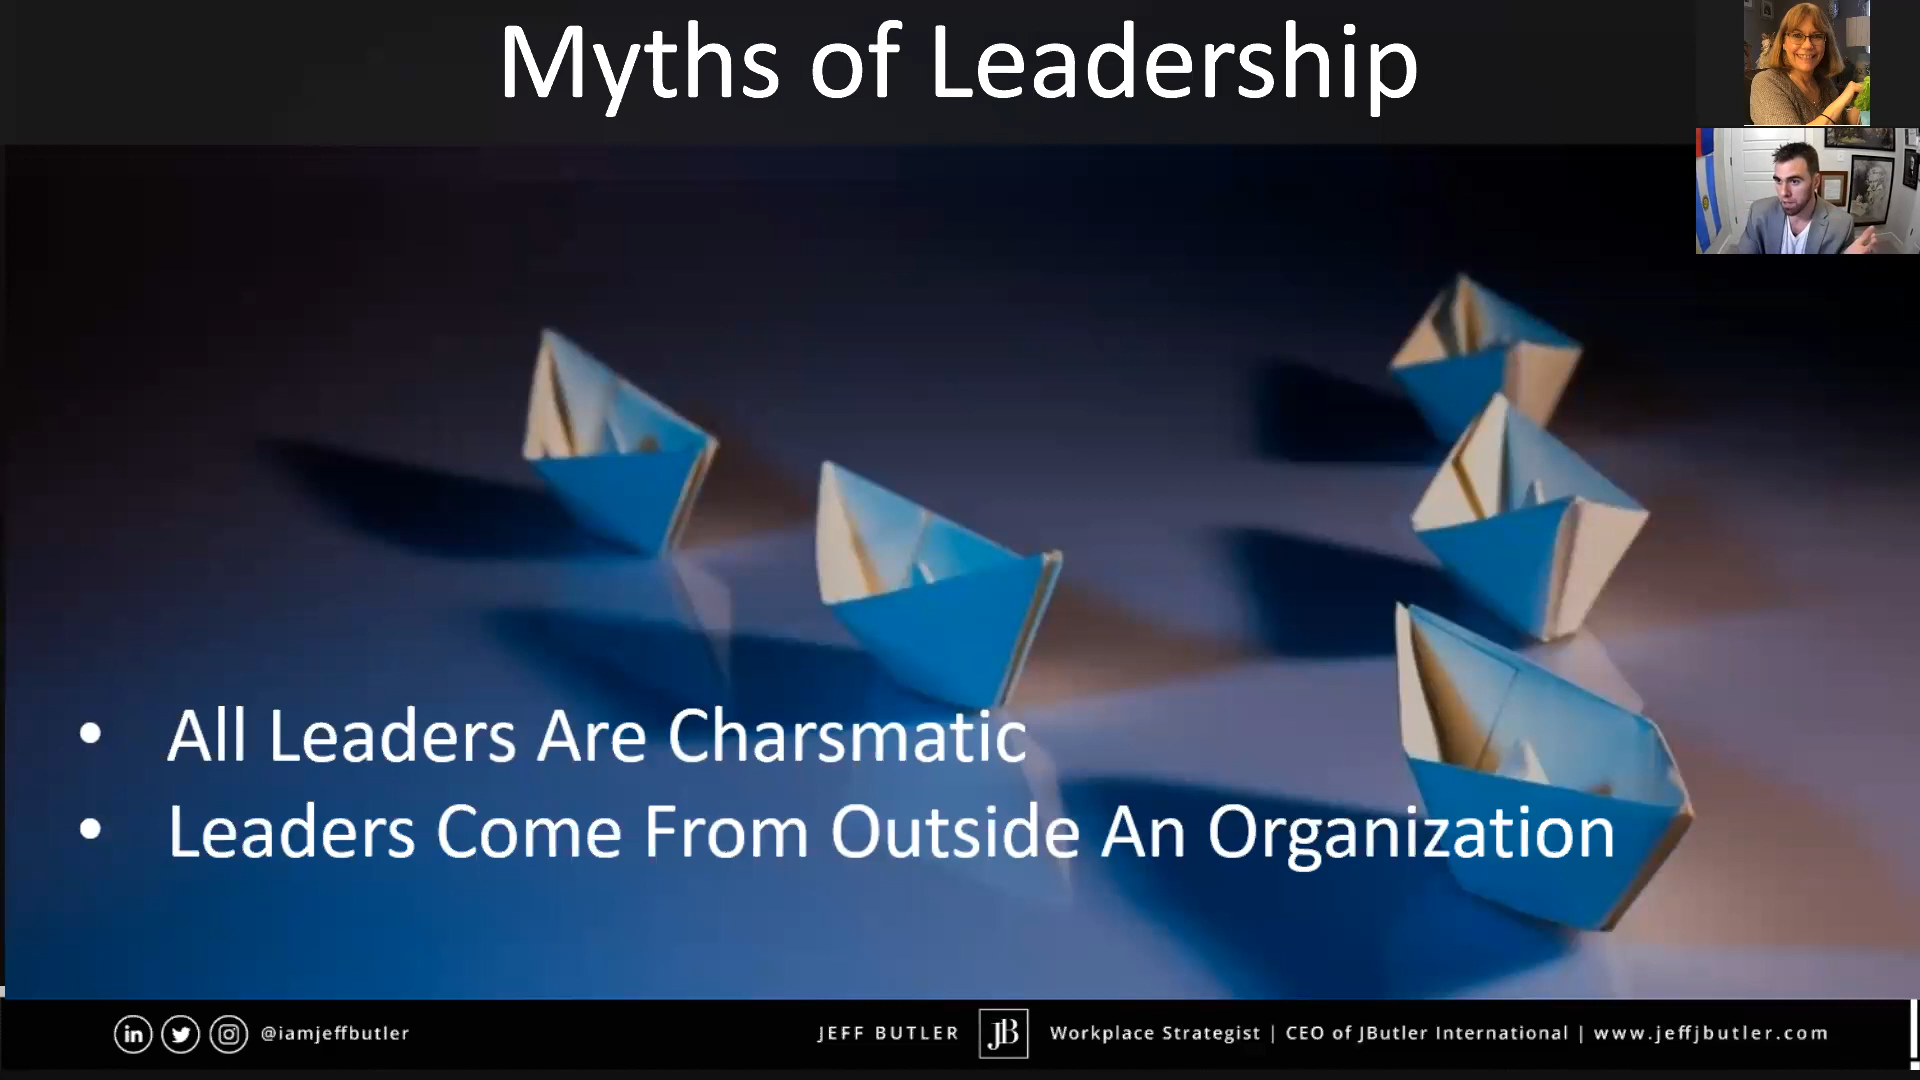 Myths of Leadership
• All Leaders Are Charsmatic
• Leaders Come From Outside An Organization
in @iamjeffbutler
JEFF BUTLER JB Workplace Strategist | CEO of JButler International | www.jeffjbutler.com